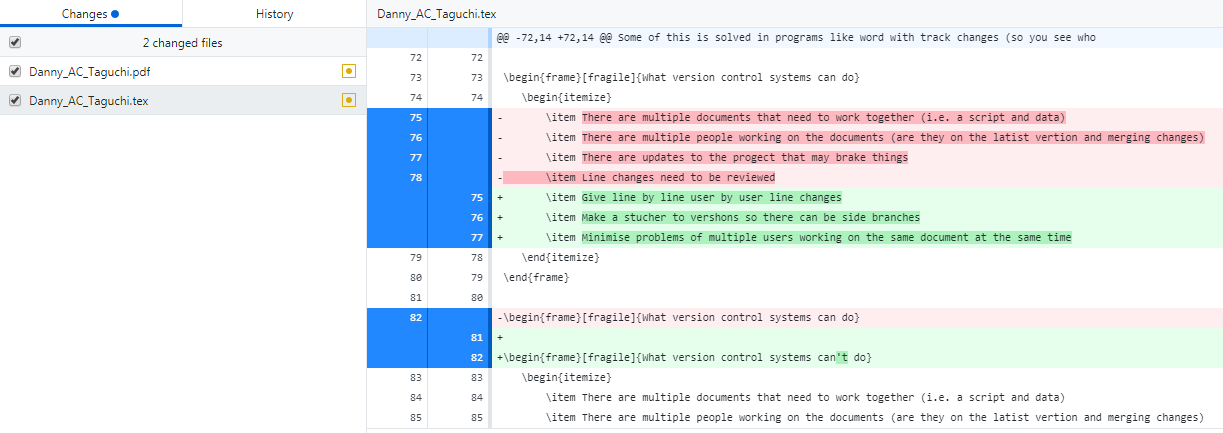 Changes
History
2 changed files
Danny_AC_Taguchi.pdf
Danny_AC_Taguchi.tex
Danny_AC_Taguchi.tex
@@ -72,14 +72,14 @@ Some of this is solved in programs like word with track changes (so you see who
72 72
73 73 \begin{frame}[fragile]{What version control systems can do}
74 74 \begin{itemize}
75 - \item There are multiple documents that need to work together (i.e. a script and data)
76 - \item There are multiple people working on the documents (are they on the latist vertion and merging changes)
77 - \item There are updates to the progect that may brake things
78 - \item Line changes need to be reviewed
75 + \item Give line by line user by user line changes
76 + \item Make a stucher to vershons so there can be side branches
77 + \item Minimise problems of multiple users working on the same document at the same time
79 78 \end{itemize}
80 79 \end{frame}
81 80
82 -\begin{frame}[fragile]{What version control systems can do}
81 +
82 +\begin{frame}[fragile]{What version control systems can't do}
83 83 \begin{itemize}
84 84 \item There are multiple documents that need to work together (i.e. a script and data)
85 85 \item There are multiple people working on the documents (are they on the latist vertion and merging changes)